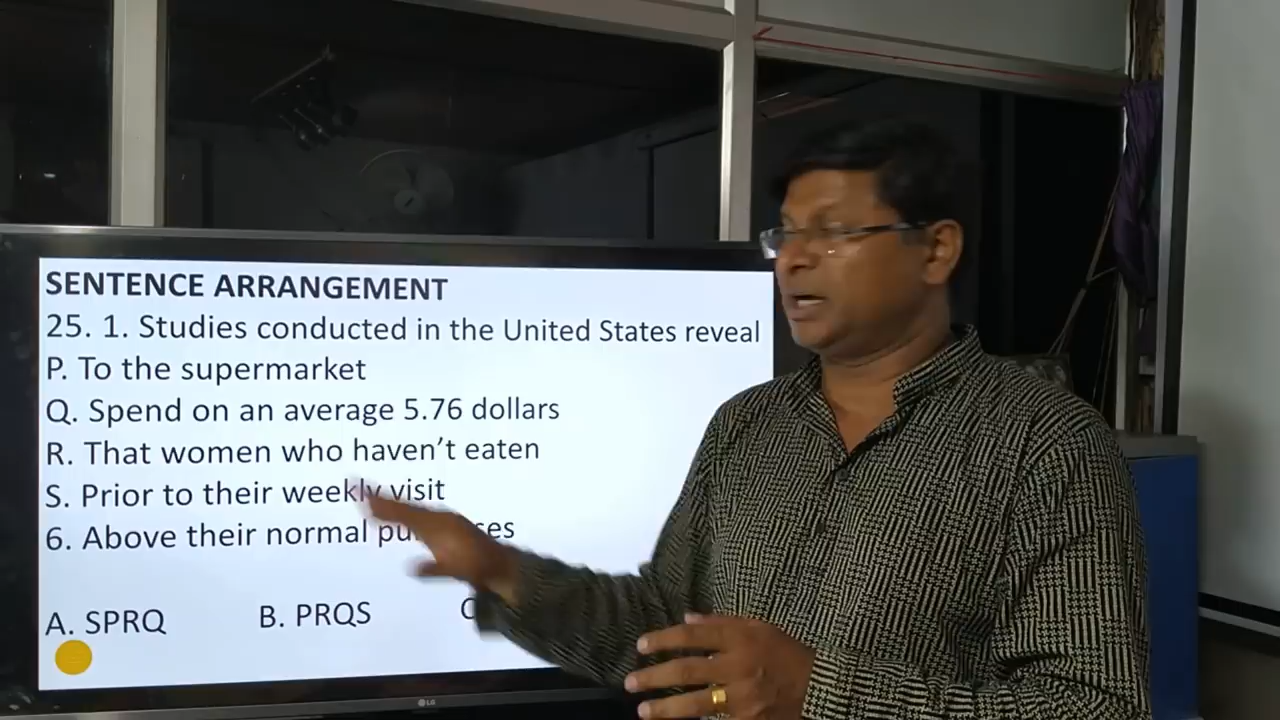 SENTENCE ARRANGEMENT
25. 1. Studies conducted in the United States reveal
P. To the supermarket
Q. Spend on an average 5.76 dollars
R. That women who haven't eaten
S. Prior to their weekly visit
6. Above their normal
A. SPRQ B. PRQS
LG